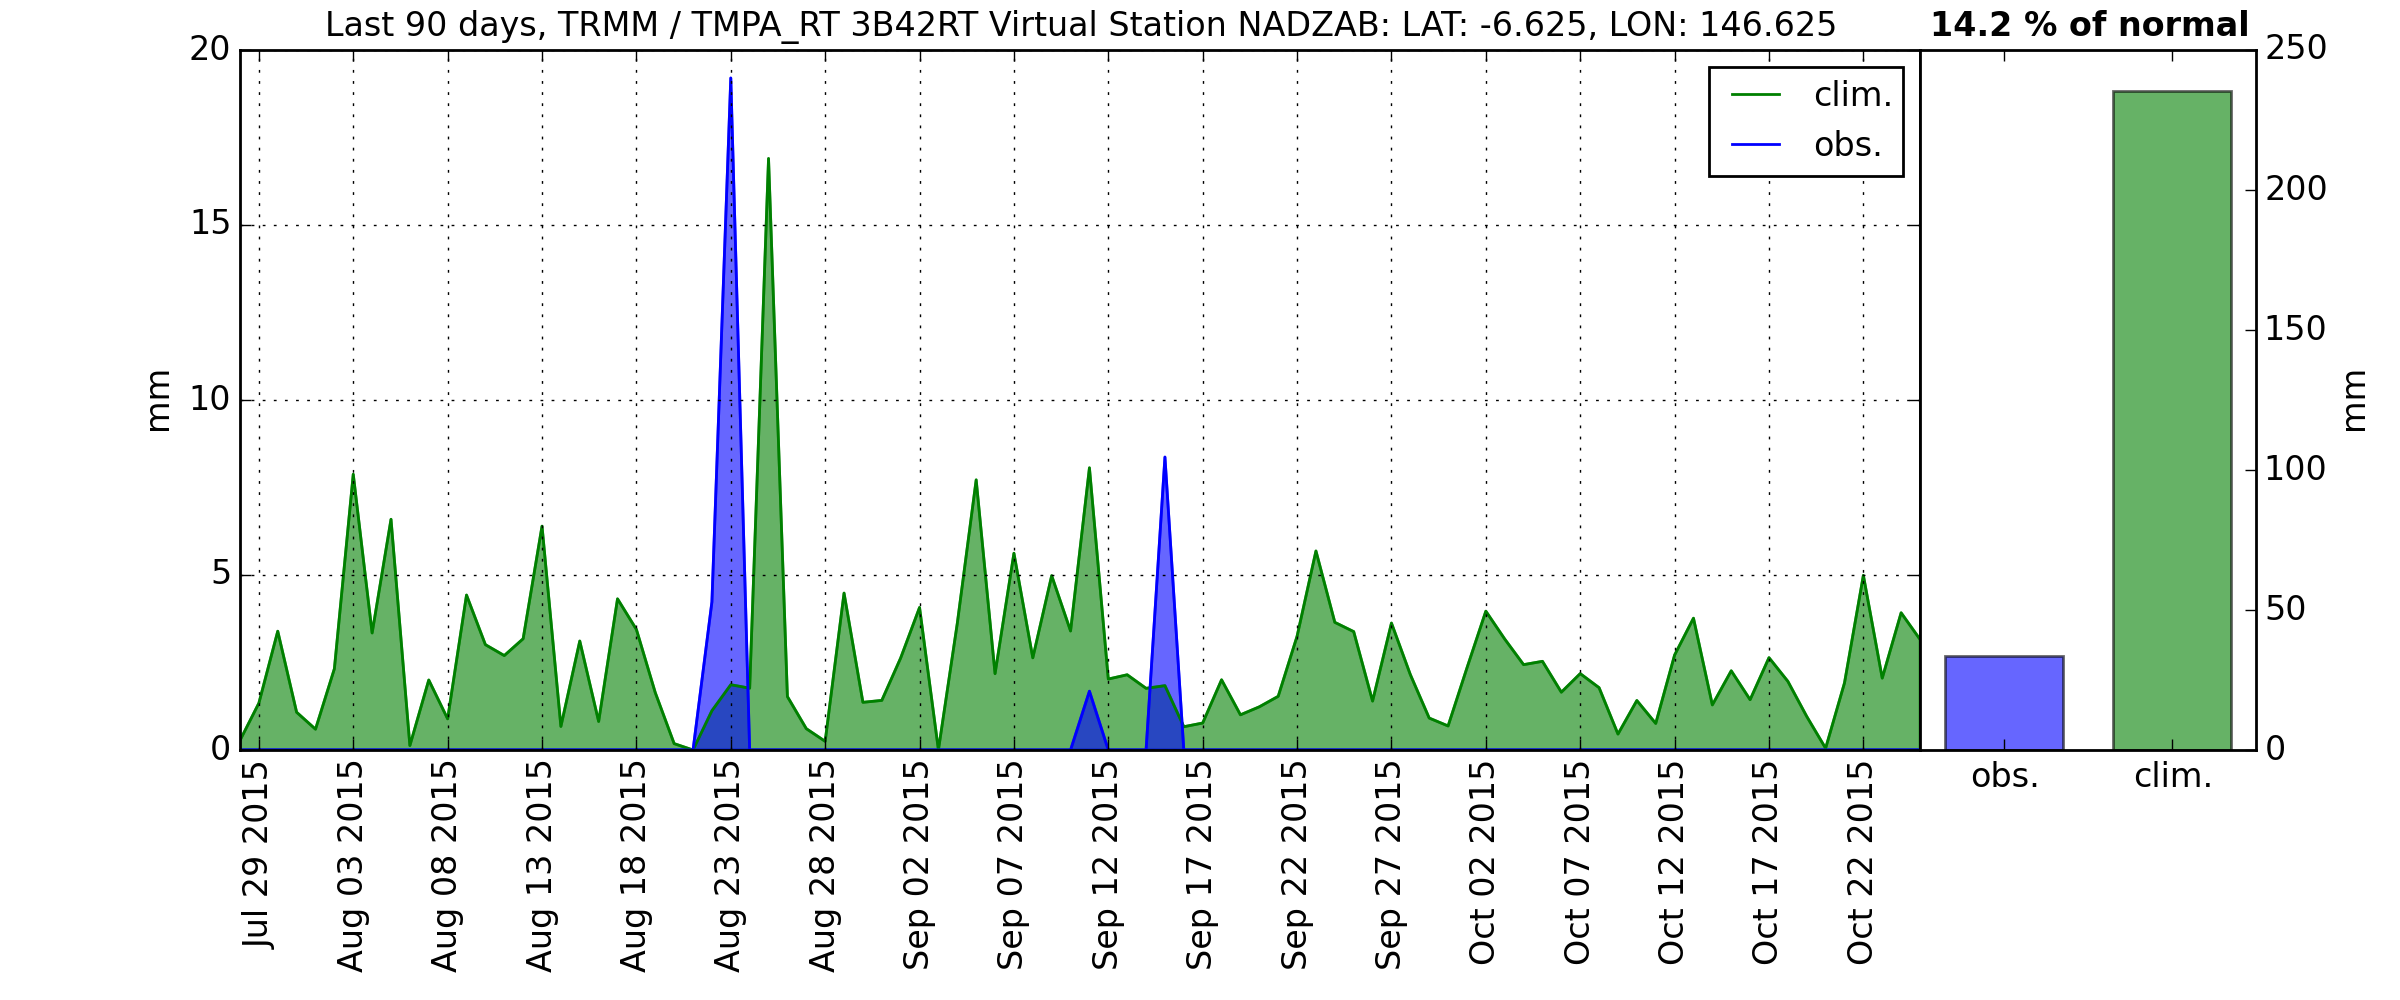 Last 90 days, TRMM / TMPA_RT 3B42RT Virtual Station NADZAB: LAT: -6.625, LON: 146.625
14.2 % of normal
mm
20
15
10
5
0
clim.
obs.
Jul 29 2015
Aug 03 2015
Aug 08 2015
Aug 13 2015
Aug 18 2015
Aug 23 2015
Aug 28 2015
Sep 02 2015
Sep 07 2015
Sep 12 2015
Sep 17 2015
Sep 22 2015
Sep 27 2015
Oct 02 2015
Oct 07 2015
Oct 12 2015
Oct 17 2015
Oct 22 2015
250
200
150
100
50
0
mm
obs.
clim.